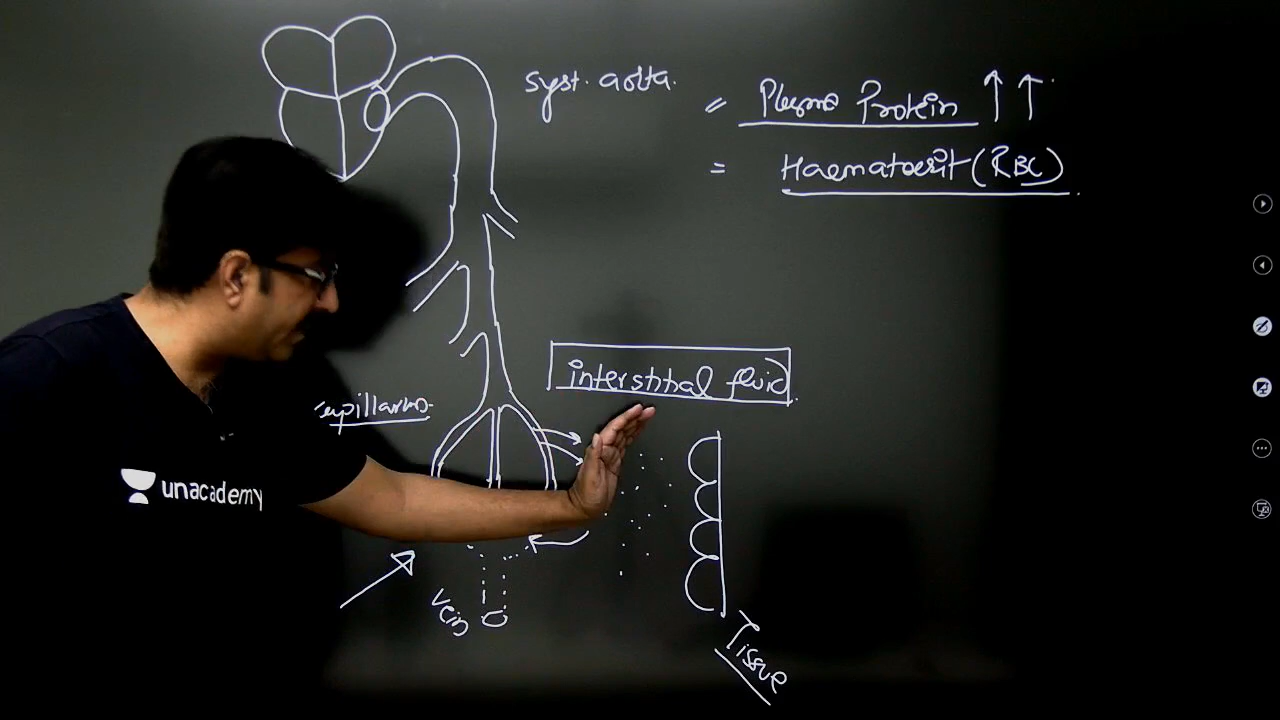 syst. aorta.
= Plasma Protein ↑ ↑
= Haematocrit (RBC)
interstitial fluid.
capillaries.
unacademy
Vein
Tissue